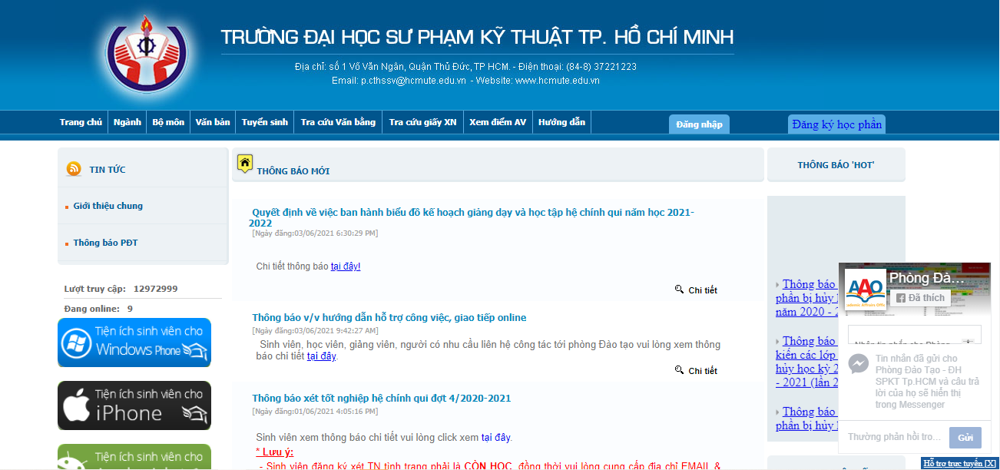 TRƯỜNG ĐẠI HỌC SƯ PHẠM KỸ THUẬT TP. HỒ CHÍ MINH
Địa chỉ: số 1 Võ Văn Ngân, Quận Thủ Đức, TP HCM. - Điện thoại: (84-8) 37221223
Email: p.cthssv@hcmute.edu.vn - Website: www.hcmute.edu.vn
Trang chủ Ngành Bộ môn Văn bản Tuyển sinh Tra cứu Văn bằng Tra cứu giấy XN Xem điểm AV Hướng dẫn Đăng nhập Đăng ký học phần
TIN TỨC
Giới thiệu chung
Thông báo PĐT
Lượt truy cập: 12972999
Đang online: 9
Tiện ích sinh viên cho
Windows Phone
Tiện ích sinh viên cho
iPhone
Tiện ích sinh viên cho
THÔNG BÁO MỚI
Quyết định về việc ban hành biểu đồ kế hoạch giảng dạy và học tập hệ chính qui năm học 2021-
2022
[Ngày đăng:03/06/2021 6:30:29 PM]
Chi tiết thông báo tại đây!
Chi tiết
Thông báo v/v hướng dẫn hỗ trợ công việc, giao tiếp online
[Ngày đăng:03/06/2021 9:42:27 AM]
Sinh viên, học viên, giảng viên, người có nhu cầu liên hệ công tác tới phòng Đào tạo vui lòng xem thông
báo chi tiết tại đây.
Chi tiết
Thông báo xét tốt nghiệp hệ chính qui đợt 4/2020-2021
[Ngày đăng:01/06/2021 4:05:16 PM]
Sinh viên xem thông báo chi tiết vui lòng click xem tại đây.
* Lưu ý:
- Sinh viên đăng ký xét TN tình trạng phải là CÒN HỌC, đồng thời vui lòng cung cấp địa chỉ EMAIL &
THÔNG BÁO 'HOT'
Thông báo
phần bị hủy
năm 2020 - 2
Thông báo
kiến các lớp
hủy học kỳ 2
- 2021 (lần 2
Thông báo
phần bị hủy
AAO
Phòng Đà...
Đã thích
Tin nhắn đã gửi cho
Phòng Đào Tạo - ĐH
SPKT Tp.HCM và câu trả
lời của họ sẽ hiển thị
trong Messenger
Thường phản hồi tro... Gửi
Hỗ trợ trực tuyến [X]